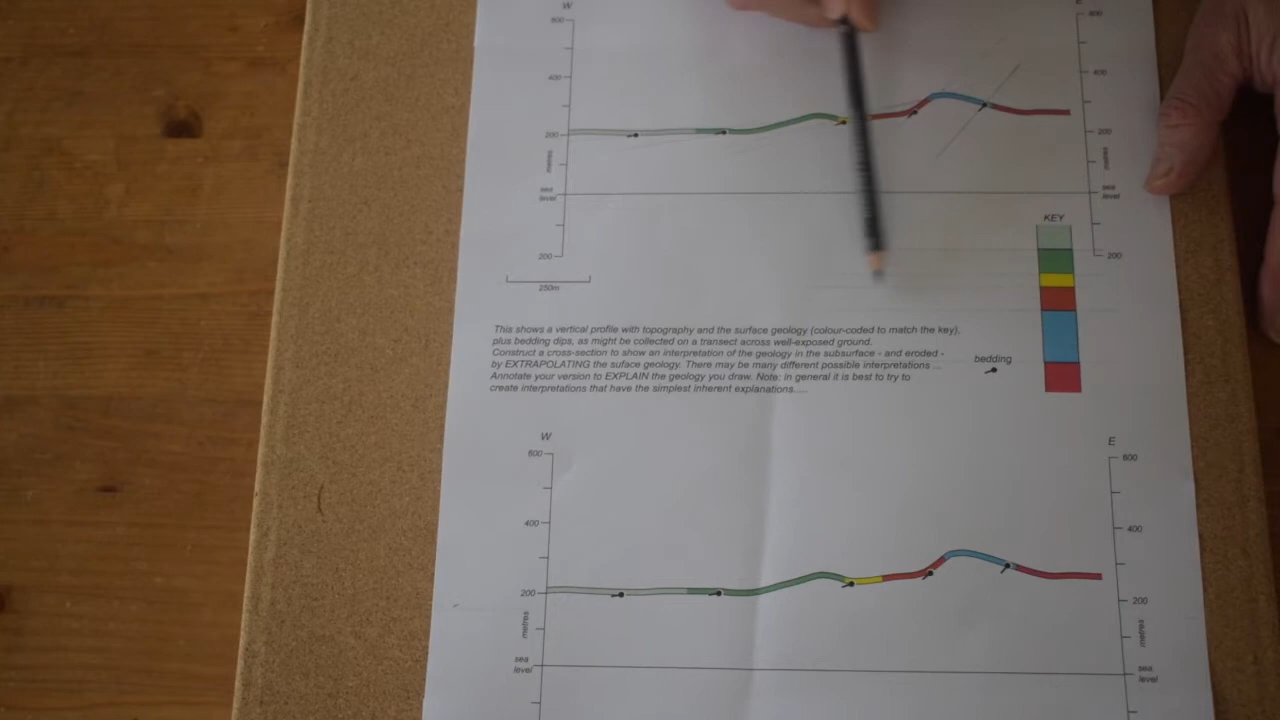 W
E
600
600
400
400
200
200
metres
metres
sea
level
sea
level
KEY
200
200
250m
This shows a vertical profile with topography and the surface geology (colour-coded to match the key),
plus bedding dips, as might be collected on a transect across well-exposed ground.
Construct a cross-section to show an interpretation of the geology in the subsurface - and eroded -
by EXTRAPOLATING the suface geology. There may be many different possible interpretations ...
Annotate your version to EXPLAIN the geology you draw. Note: in general it is best to try to
create interpretations that have the simplest inherent explanations.....
bedding
W
E
600
600
400
400
200
200
metres
metres
sea
level
sea
level